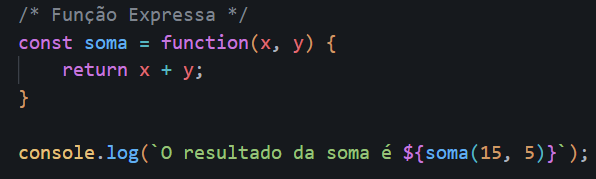 /* Função Expressa */
const soma = function(x, y) {
    return x + y;
}
console.log(`O resultado da soma é ${soma(15, 5)}`);